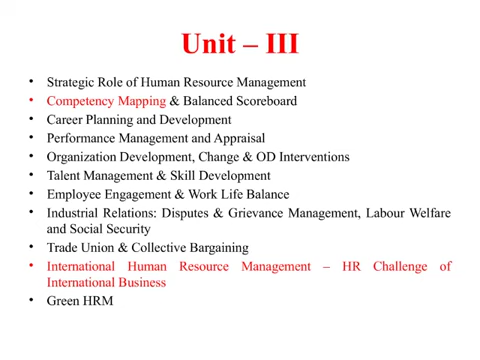 Unit – III
• Strategic Role of Human Resource Management
• Competency Mapping & Balanced Scoreboard
• Career Planning and Development
• Performance Management and Appraisal
• Organization Development, Change & OD Interventions
• Talent Management & Skill Development
• Employee Engagement & Work Life Balance
• Industrial Relations: Disputes & Grievance Management, Labour Welfare
and Social Security
• Trade Union & Collective Bargaining
• International Human Resource Management – HR Challenge of
International Business
• Green HRM